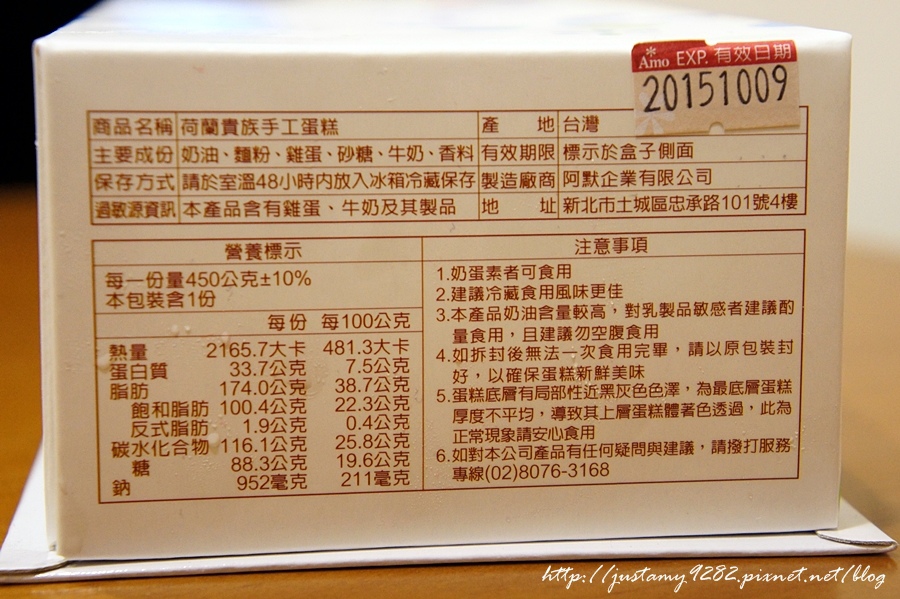 Amo EXP. 有效日期
20151009
商品名稱 荷蘭貴族手工蛋糕 產 地 台灣
主要成份 奶油、麵粉、雞蛋、砂糖、牛奶、香料 有效期限 標示於盒子側面
保存方式 請於室溫48小時內放入冰箱冷藏保存 製造廠商 阿默企業有限公司
過敏源資訊 本產品含有雞蛋、牛奶及其製品 地 址 新北市土城區忠承路101號4樓
營養標示
每一份量450公克±10%
本包裝含1份
每份 每100公克
熱量 2165.7大卡 481.3大卡
蛋白質 33.7公克 7.5公克
脂肪 174.0公克 38.7公克
飽和脂肪 100.4公克 22.3公克
反式脂肪 1.9公克 0.4公克
碳水化合物 116.1公克 25.8公克
糖 88.3公克 19.6公克
鈉 952毫克 211毫克
注意事項
1.奶蛋素者可食用
2.建議冷藏食用風味更佳
3.本產品奶油含量較高，對乳製品敏感者建議酌
量食用，且建議勿空腹食用
4.如拆封後無法一次食用完畢，請以原包裝封
好，以確保蛋糕新鮮美味
5.蛋糕底層有局部性近黑灰色色澤，為最底層蛋糕
厚度不平均，導致其上層蛋糕體著色透過，此為
正常現象請安心食用
6.如對本公司產品有任何疑問與建議，請撥打服務
專線(02)8076-3168
http://justamy9282.pixnet.net/blog